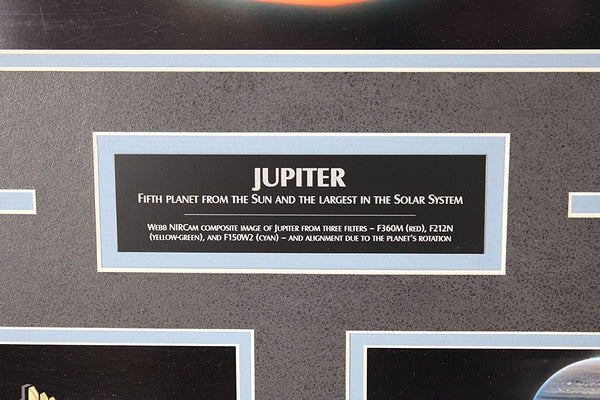 JUPITER
FIFTH PLANET FROM THE SUN AND THE LARGEST IN THE SOLAR SYSTEM
WEBB NIRCAM COMPOSITE IMAGE OF JUPITER FROM THREE FILTERS – F360M (RED), F212N
(YELLOW-GREEN), AND F150W2 (CYAN) – AND ALIGNMENT DUE TO THE PLANET'S ROTATION